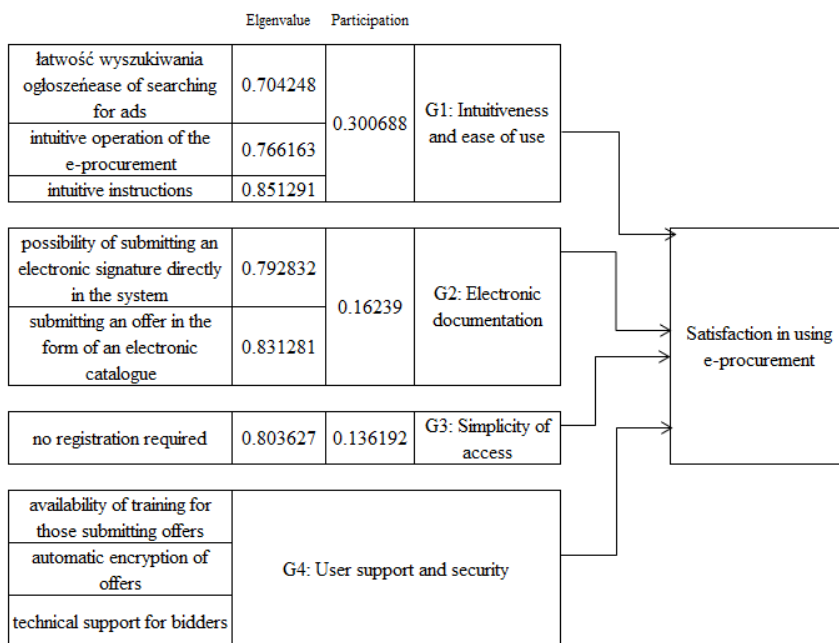 Elgenvalue Participation
łatwość wyszukiwania
ogłoszeńease of searching
for ads
0.704248
intuitive operation of the
e-procurement
0.766163
intuitive instructions
0.851291
0.300688
G1: Intuitiveness
and ease of use
possibility of submitting an
electronic signature directly
in the system
0.792832
submitting an offer in the
form of an electronic
catalogue
0.831281
0.16239
G2: Electronic
documentation
no registration required
0.803627
0.136192
G3: Simplicity of
access
availability of training for
those submitting offers
automatic encryption of
offers
technical support for bidders
G4: User support and security
Satisfaction in using
e-procurement